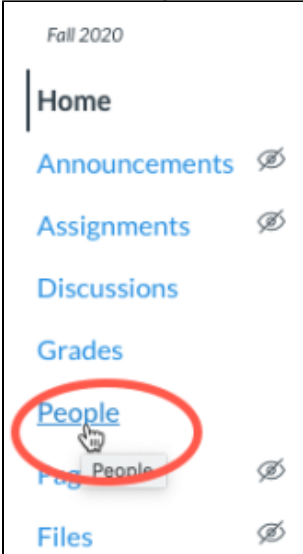 Fall 2020
Home
Announcements
Assignments
Discussions
Grades
People
People
Files